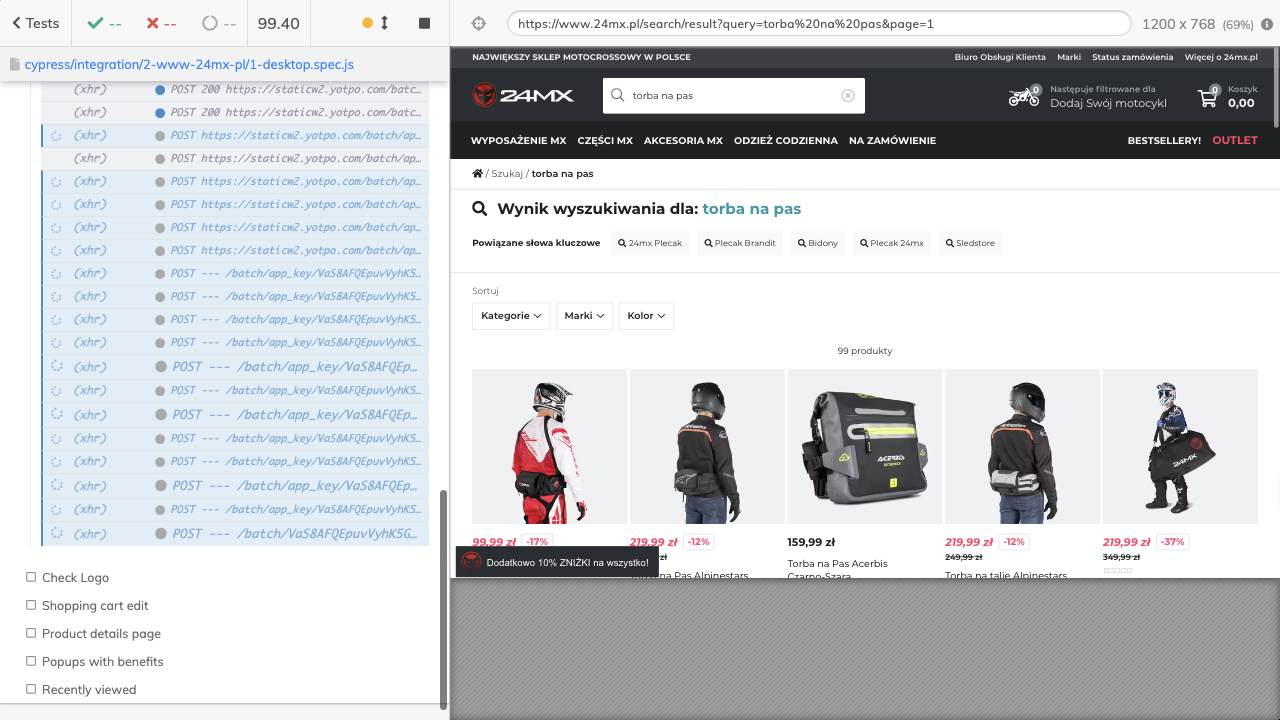 Tests -- -- -- 99.40
cypress/integration/2-www-24mx-pl/1-desktop.spec.js
(xhr) POST 200 https://staticw2.yotpo.com/batc…
(xhr) POST 200 https://staticw2.yotpo.com/batc…
(xhr) POST https://staticw2.yotpo.com/batch/ap…
(xhr) POST https://staticw2.yotpo.com/batch/ap…
(xhr) POST https://staticw2.yotpo.com/batch/ap…
(xhr) POST https://staticw2.yotpo.com/batch/ap…
(xhr) POST https://staticw2.yotpo.com/batch/ap…
(xhr) POST https://staticw2.yotpo.com/batch/ap…
(xhr) POST --- /batch/app_key/VaS8AFQEpuvVyhK5…
(xhr) POST --- /batch/app_key/VaS8AFQEpuvVyhK5…
(xhr) POST --- /batch/app_key/VaS8AFQEpuvVyhK5…
(xhr) POST --- /batch/app_key/VaS8AFQEpuvVyhK5…
(xhr) POST --- /batch/app_key/VaS8AFQEp…
(xhr) POST --- /batch/app_key/VaS8AFQEpuvVyhK5…
(xhr) POST --- /batch/app_key/VaS8AFQEp…
(xhr) POST --- /batch/app_key/VaS8AFQEpuvVyhK5…
(xhr) POST --- /batch/app_key/VaS8AFQEpuvVyhK5…
(xhr) POST --- /batch/app_key/VaS8AFQEp…
(xhr) POST --- /batch/app_key/VaS8AFQEpuvVyhK5…
(xhr) POST --- /batch/VaS8AFQEpuvVyhK5G…
Check Logo
Shopping cart edit
Product details page
Popups with benefits
Recently viewed
https://www.24mx.pl/search/result?query=torba%20na%20pas&page=1 1200 x 768 (69%)
NAJWIĘKSZY SKLEP MOTOCROSSOWY W POLSCE Biuro Obsługi Klienta Marki Status zamówienia Więcej o 24mx.pl
24MX torba na pas 0 Następuje filtrowane dla 0 Koszyk
Dodaj Swój motocykl 0,00
WYPOSAŻENIE MX CZĘŚCI MX AKCESORIA MX ODZIEŻ CODZIENNA NA ZAMÓWIENIE BESTSELLERY! OUTLET
/ Szukaj / torba na pas
Wynik wyszukiwania dla: torba na pas
Powiązane słowa kluczowe 24mx Plecak Plecak Brandit Bidony Plecak 24mx Sledstore
Sortuj
Kategorie Marki Kolor
99 produkty
ACERBIS
24MX
99,99 zł -17% 219,99 zł -12% 159,99 zł 219,99 zł -12% 219,99 zł -37%
zł 249,99 zł 349,99 zł
Dodatkowo 10% ZNIŻKI na wszystko!
na Pas Alpinestars Torba na Pas Acerbis Czarno-Szara Torba na talię Alpinestars